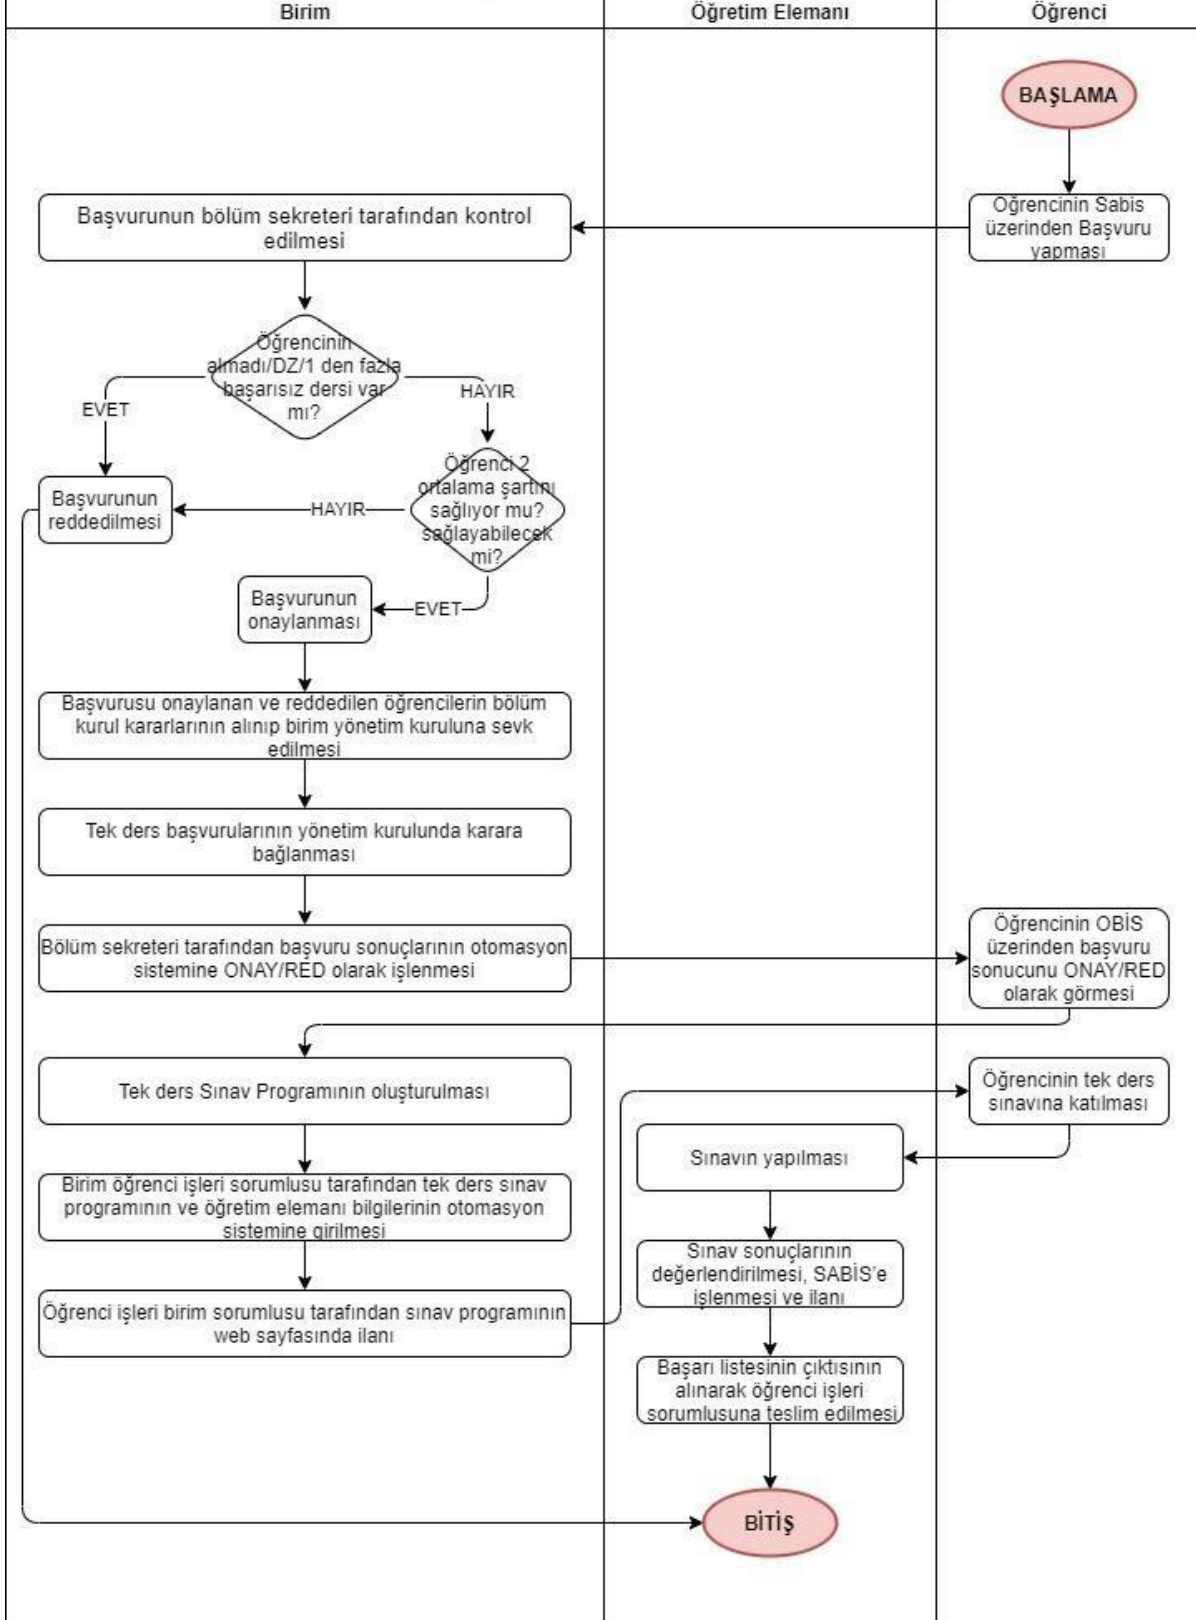 Birim
Öğretim Elemanı
Öğrenci
BAŞLAMA
Öğrencinin Sabis
üzerinden Başvuru
yapması
Başvurunun bölüm sekreteri tarafından kontrol
edilmesi
Öğrencinin
almadı/DZ/1 den fazla
başarısız dersi var
mı?
EVET
HAYIR
Öğrenci 2
ortalama şartını
sağlıyor mu?
sağlayabilecek
mi?
Başvurunun
reddedilmesi
HAYIR
Başvurunun
onaylanması
EVET
Başvurusu onaylanan ve reddedilen öğrencilerin bölüm
kurul kararlarının alınıp birim yönetim kuruluna sevk
edilmesi
Tek ders başvurularının yönetim kurulunda karara
bağlanması
Bölüm sekreteri tarafından başvuru sonuçlarının otomasyon
sistemine ONAY/RED olarak işlenmesi
Öğrencinin OBİS
üzerinden başvuru
sonucunu ONAY/RED
olarak görmesi
Tek ders Sınav Programının oluşturulması
Öğrencinin tek ders
sınavına katılması
Sınavın yapılması
Birim öğrenci işleri sorumlusu tarafından tek ders sınav
programının ve öğretim elemanı bilgilerinin otomasyon
sistemine girilmesi
Sınav sonuçlarının
değerlendirilmesi, SABİS'e
işlenmesi ve ilanı
Öğrenci işleri birim sorumlusu tarafından sınav programının
web sayfasında ilanı
Başarı listesinin çıktısının
alınarak öğrenci işleri
sorumlusuna teslim edilmesi
BİTİŞ